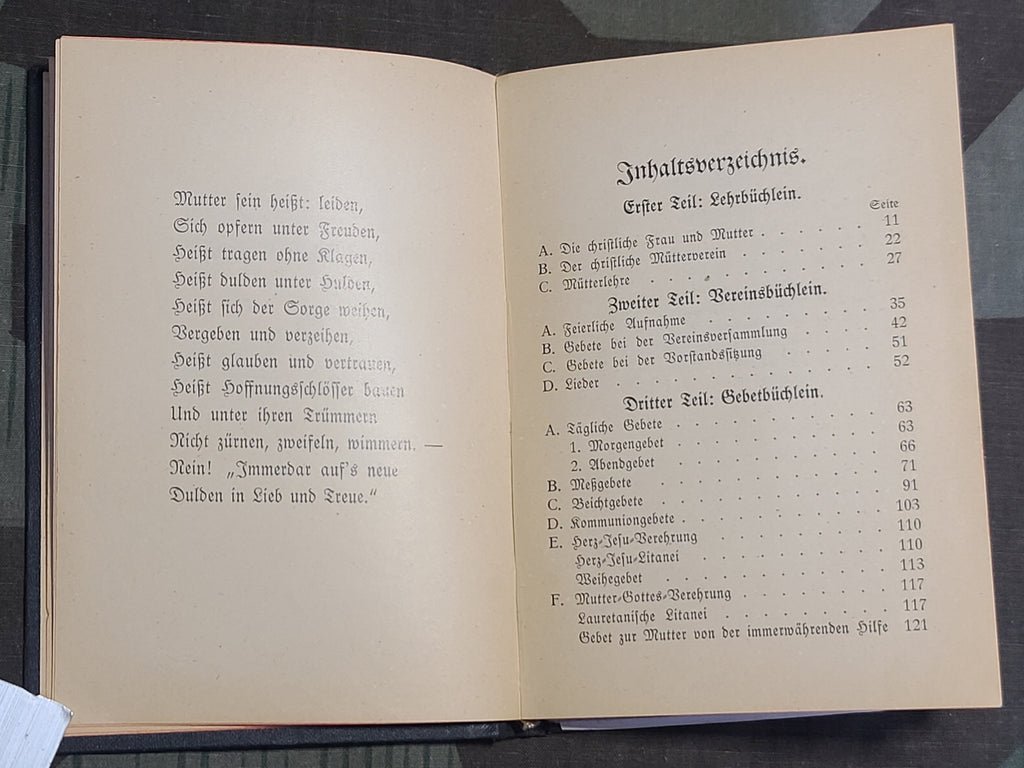 Mutter sein heißt: leiden,
Sich opfern unter Freuden,
Heißt tragen ohne Klagen,
Heißt dulden unter Hulden,
Heißt sich der Sorge weihen,
Vergeben und verzeihen,
Heißt glauben und vertrauen,
Heißt Hoffnungsschlösser bauen
Und unter ihren Trümmern
Nicht zürnen, zweifeln, wimmern. —
Nein! „Immerdar auf's neue
Dulden in Lieb und Treue.“
Inhaltsverzeichnis.
Erster Teil: Lehrbüchlein.
Seite
A. Die christliche Frau und Mutter . . . . . . 11
B. Der christliche Mütterverein . . . . . . . 22
C. Mütterlehre . . . . . . . . . . 27
Zweiter Teil: Vereinsbüchlein.
A. Feierliche Aufnahme . . . . . . . . 35
B. Gebete bei der Vereinsversammlung . . . . 42
C. Gebete bei der Vorstandssitzung . . . . . 51
D. Lieder . . . . . . . . . . . 52
Dritter Teil: Gebetbüchlein.
A. Tägliche Gebete . . . . . . . . . 63
1. Morgengebet . . . . . . . . . 63
2. Abendgebet . . . . . . . . . 66
B. Meßgebete . . . . . . . . . . 71
C. Beichtgebete . . . . . . . . . . 91
D. Kommuniongebete . . . . . . . . . 103
E. Herz-Jesu-Verehrung . . . . . . . . 110
Herz-Jesu-Litanei . . . . . . . . 110
Weihegebet . . . . . . . . . . 113
F. Mutter-Gottes-Verehrung . . . . . . . 117
Lauretanische Litanei . . . . . . . 117
Gebet zur Mutter von der immerwährenden Hilfe 121